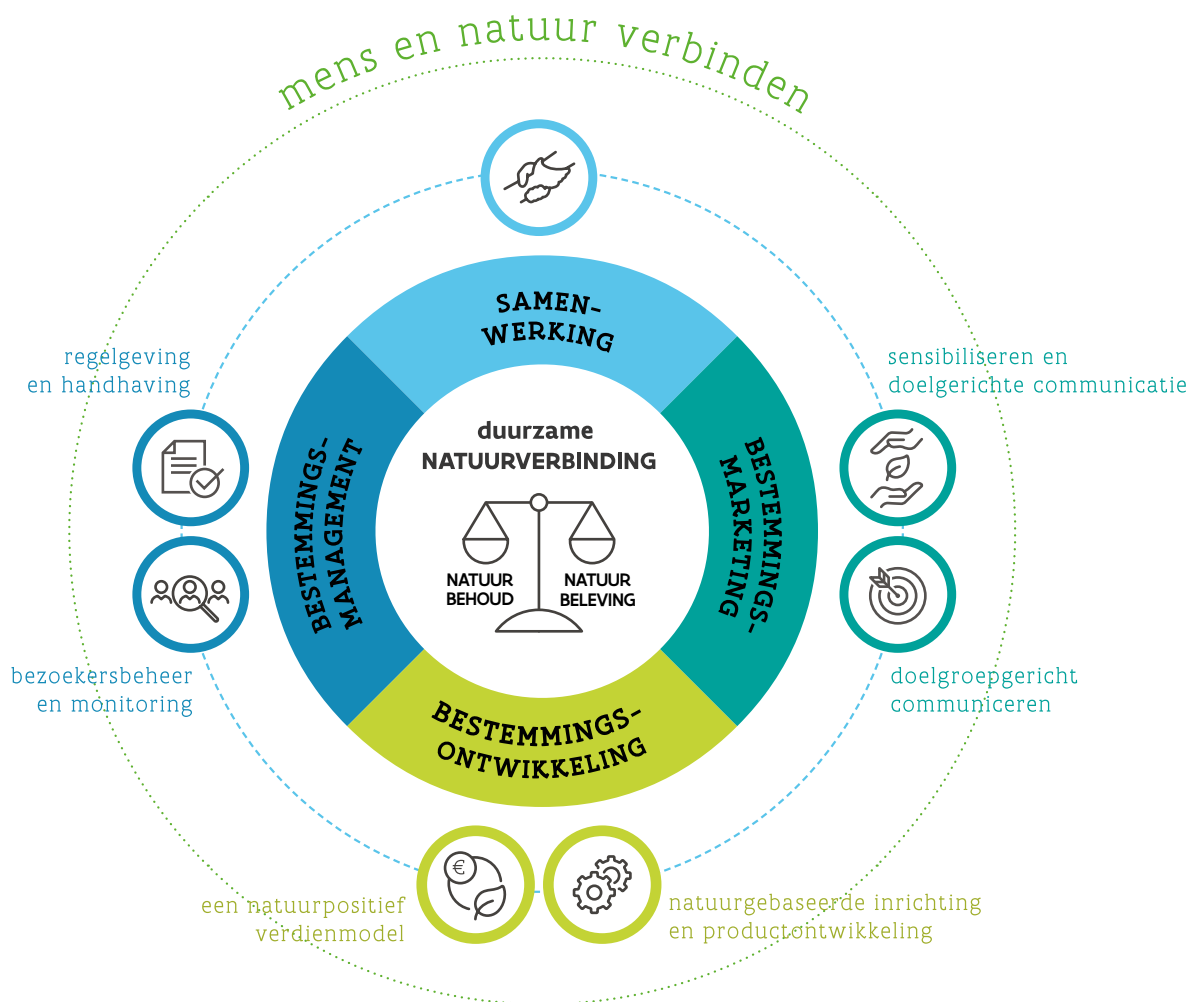 mens en natuur verbinden
SAMEN-
WERKING
regelgeving
en handhaving
sensibiliseren en
doelgerichte communicatie
duurzame
NATUURVERBINDING
BESTEMMINGS-
MANAGEMENT
BESTEMMINGS-
MARKETING
NATUUR
BEHOUD
NATUUR
BELEVING
bezoekersbeheer
en monitoring
doelgroepgericht
communiceren
BESTEMMINGS-
ONTWIKKELING
€
een natuurpositief
verdienmodel
natuurgebaseerde inrichting
en productontwikkeling